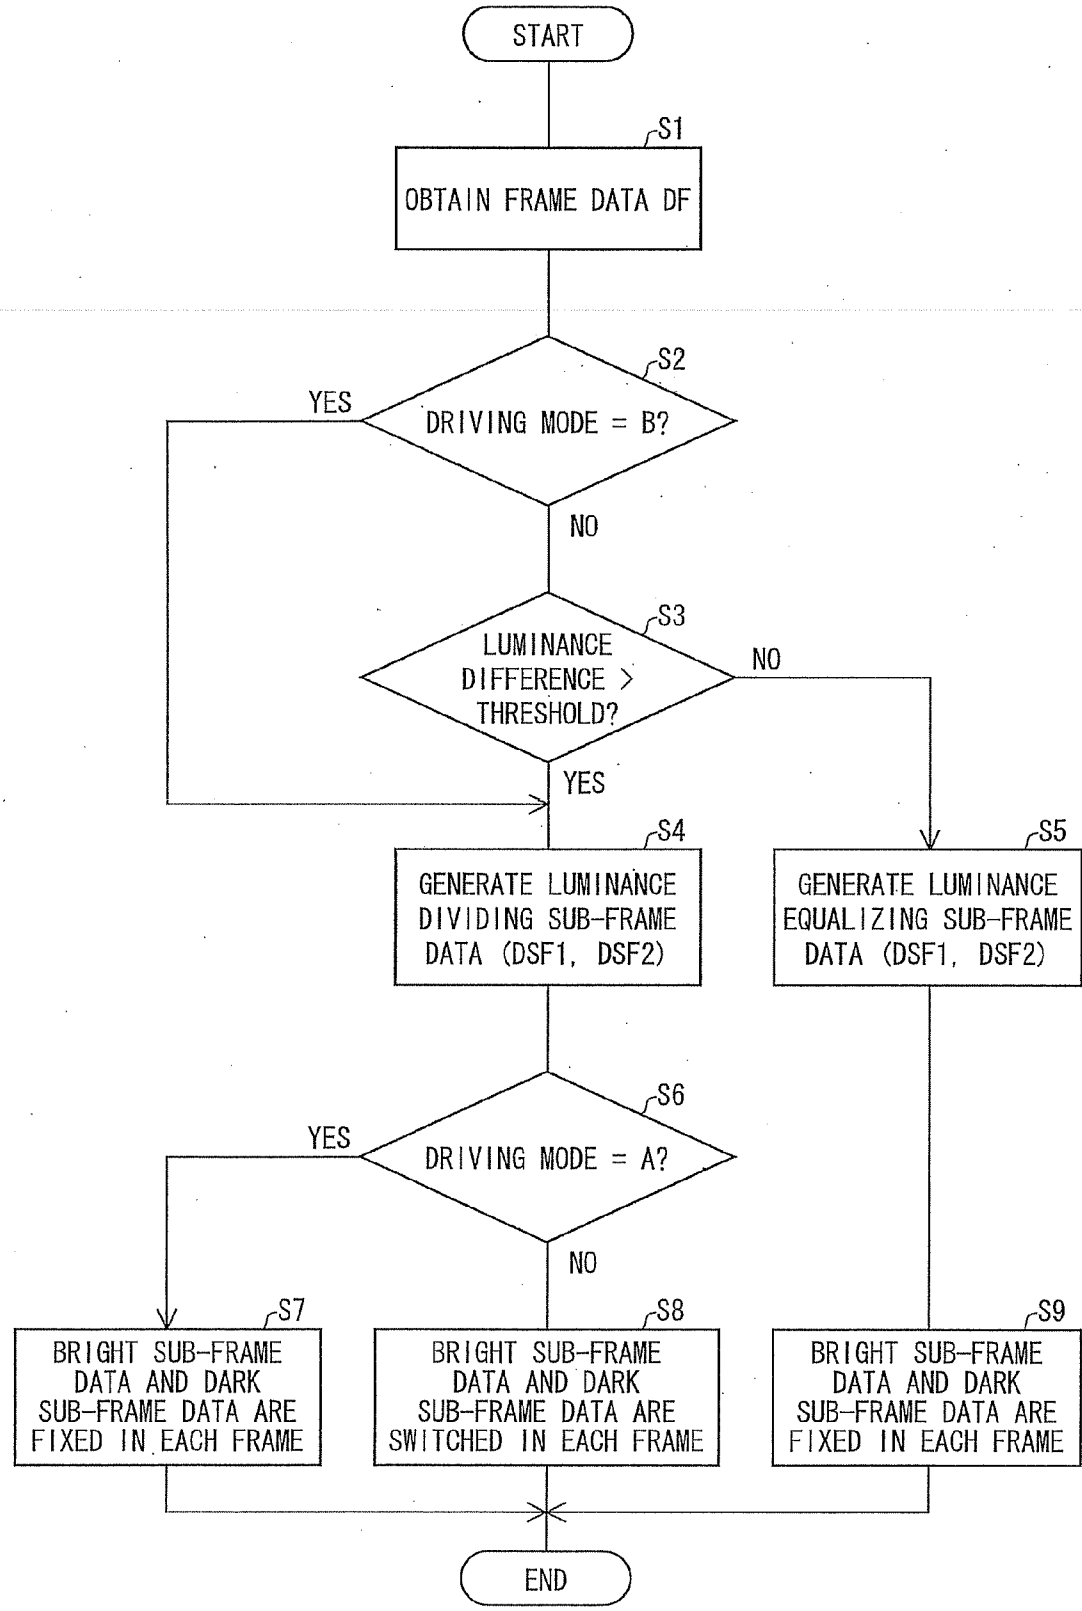 START
S1
OBTAIN FRAME DATA DF
S2
YES
DRIVING MODE = B?
NO
S3
LUMINANCE
DIFFERENCE >
THRESHOLD?
NO
YES
S4
GENERATE LUMINANCE
DIVIDING SUB-FRAME
DATA (DSF1, DSF2)
S5
GENERATE LUMINANCE
EQUALIZING SUB-FRAME
DATA (DSF1, DSF2)
S6
YES
DRIVING MODE = A?
NO
S7
BRIGHT SUB-FRAME
DATA AND DARK
SUB-FRAME DATA ARE
FIXED IN EACH FRAME
S8
BRIGHT SUB-FRAME
DATA AND DARK
SUB-FRAME DATA ARE
SWITCHED IN EACH FRAME
S9
BRIGHT SUB-FRAME
DATA AND DARK
SUB-FRAME DATA ARE
FIXED IN EACH FRAME
END